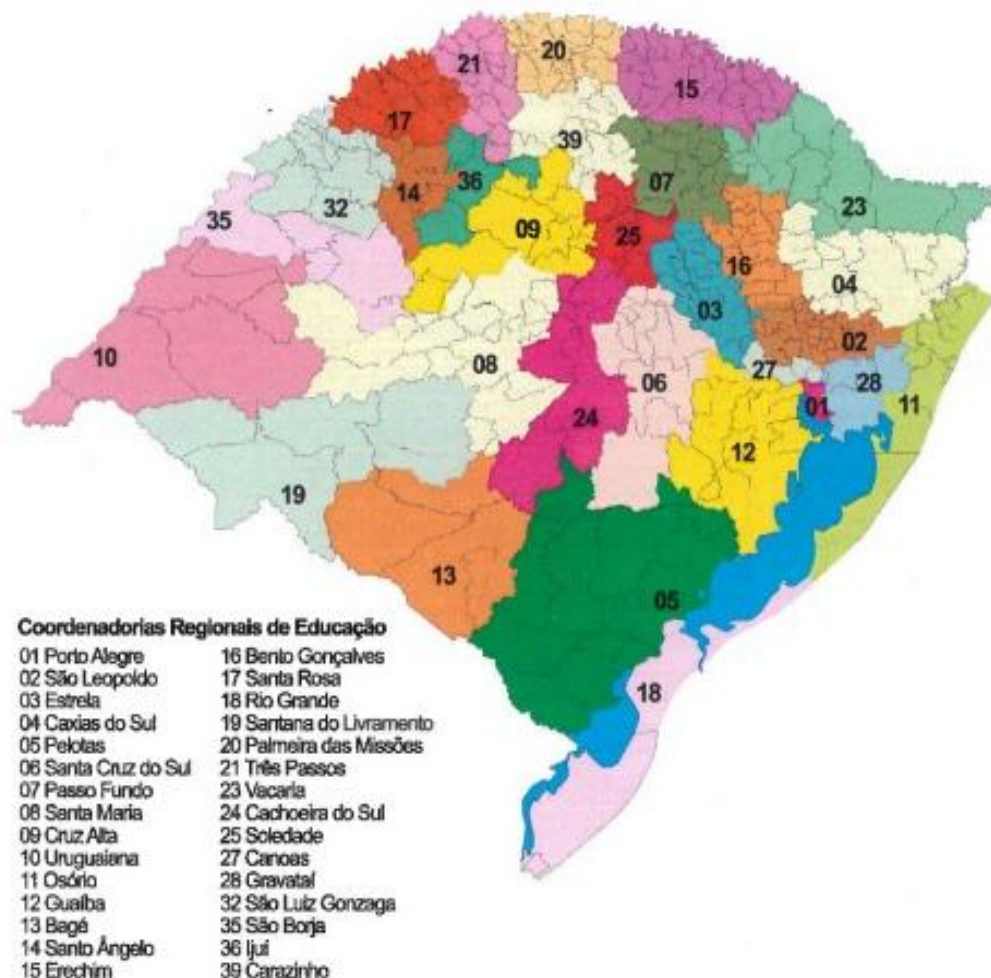 20
21
15
17
39
36
07
14
32
23
35
09
25
16
04
03
02
10
08
27
28
06
01
11
24
12
19
13
05
18
Coordenadorias Regionais de Educação
01 Porto Alegre
02 São Leopoldo
03 Estrela
04 Caxias do Sul
05 Pelotas
06 Santa Cruz do Sul
07 Passo Fundo
08 Santa Maria
09 Cruz Alta
10 Uruguaiana
11 Osório
12 Guaíba
13 Bagé
14 Santo Ângelo
15 Erechim
16 Bento Gonçalves
17 Santa Rosa
18 Rio Grande
19 Santana do Livramento
20 Palmeira das Missões
21 Três Passos
23 Vacaria
24 Cachoeira do Sul
25 Soledade
27 Canoas
28 Gravataí
32 São Luiz Gonzaga
35 São Borja
36 Ijuí
39 Carazinho